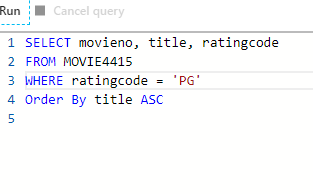 Run Cancel query
1 SELECT movieno, title, ratingcode
2 FROM MOVIE4415
3 WHERE ratingcode = 'PG'
4 Order By title ASC
5